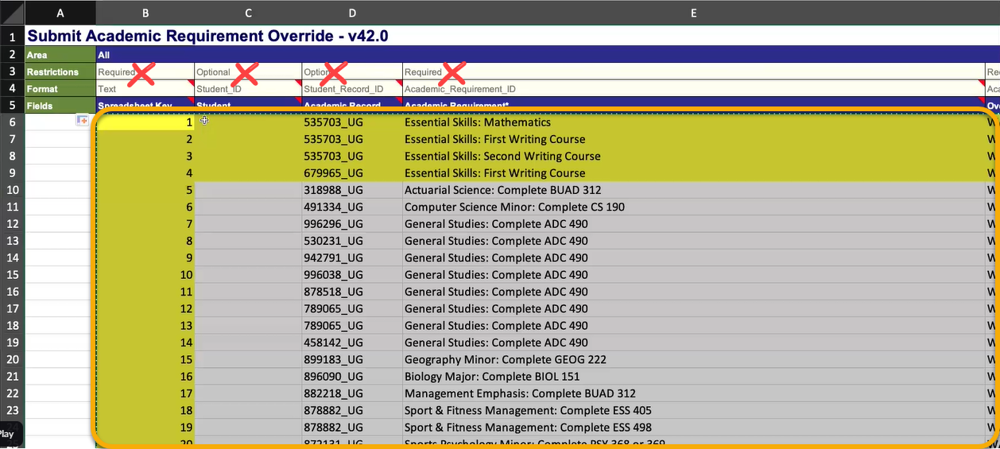 A B C D E
1 Submit Academic Requirement Override - v42.0
2 Area All
3 Restrictions Required Optional Optional Required
4 Format Text Student_ID Student_Record_ID Academic_Requirement_ID
5 Fields Spreadsheet Key Student Academic Record Academic Requirement*
6 1 535703_UG Essential Skills: Mathematics
7 2 535703_UG Essential Skills: First Writing Course
8 3 535703_UG Essential Skills: Second Writing Course
9 4 679965_UG Essential Skills: First Writing Course
10 5 318988_UG Actuarial Science: Complete BUAD 312
11 6 491334_UG Computer Science Minor: Complete CS 190
12 7 996296_UG General Studies: Complete ADC 490
13 8 530231_UG General Studies: Complete ADC 490
14 9 942791_UG General Studies: Complete ADC 490
15 10 996038_UG General Studies: Complete ADC 490
16 11 878518_UG General Studies: Complete ADC 490
17 12 789065_UG General Studies: Complete ADC 490
18 13 789065_UG General Studies: Complete ADC 490
19 14 458142_UG General Studies: Complete ADC 490
20 15 899183_UG Geography Minor: Complete GEOG 222
21 16 896090_UG Biology Major: Complete BIOL 151
22 17 882218_UG Management Emphasis: Complete BUAD 312
23 18 878882_UG Sport & Fitness Management: Complete ESS 405
19 878882_UG Sport & Fitness Management: Complete ESS 498
20 872131_UG Sports Psychology Minor: Complete PSY 368 or 369